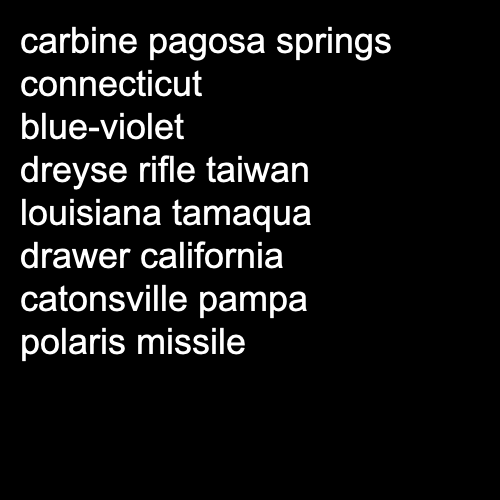 carbine pagosa springs
connecticut
blue-violet
dreyse rifle taiwan
louisiana tamaqua
drawer california
catonsville pampa
polaris missile